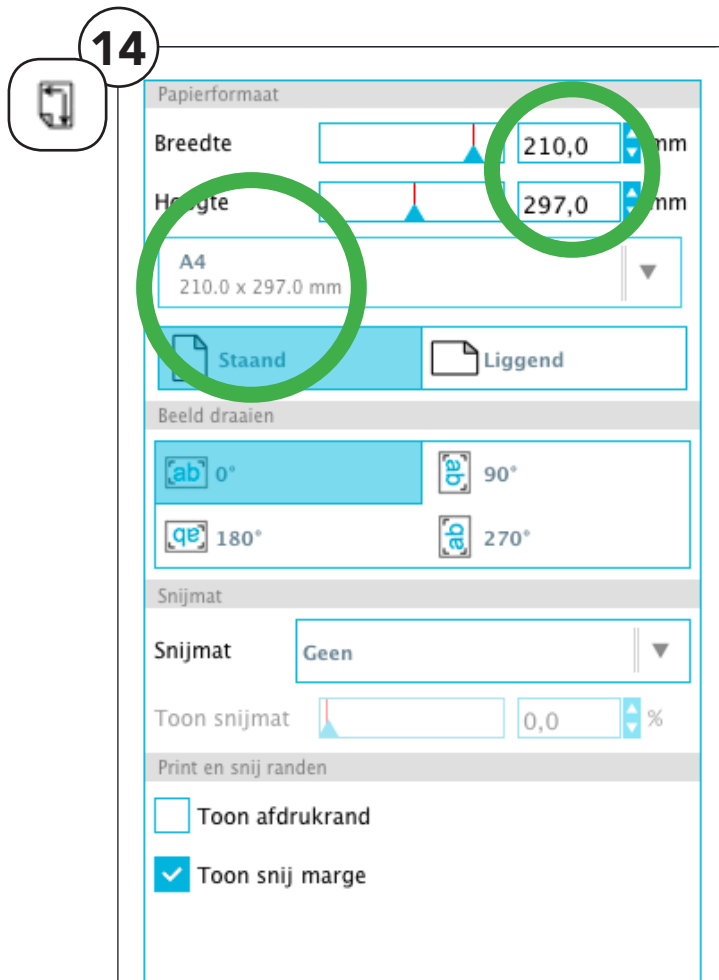 14
Papierformaat
Breedte 210,0 mm
Hoogte 297,0 mm
A4
210.0 x 297.0 mm
Staand Liggend
Beeld draaien
ab 0° ab 90°
ab 180° ab 270°
Snijmat
Snijmat Geen
Toon snijmat 0,0 %
Print en snij randen
Toon afdrukrand
Toon snij marge